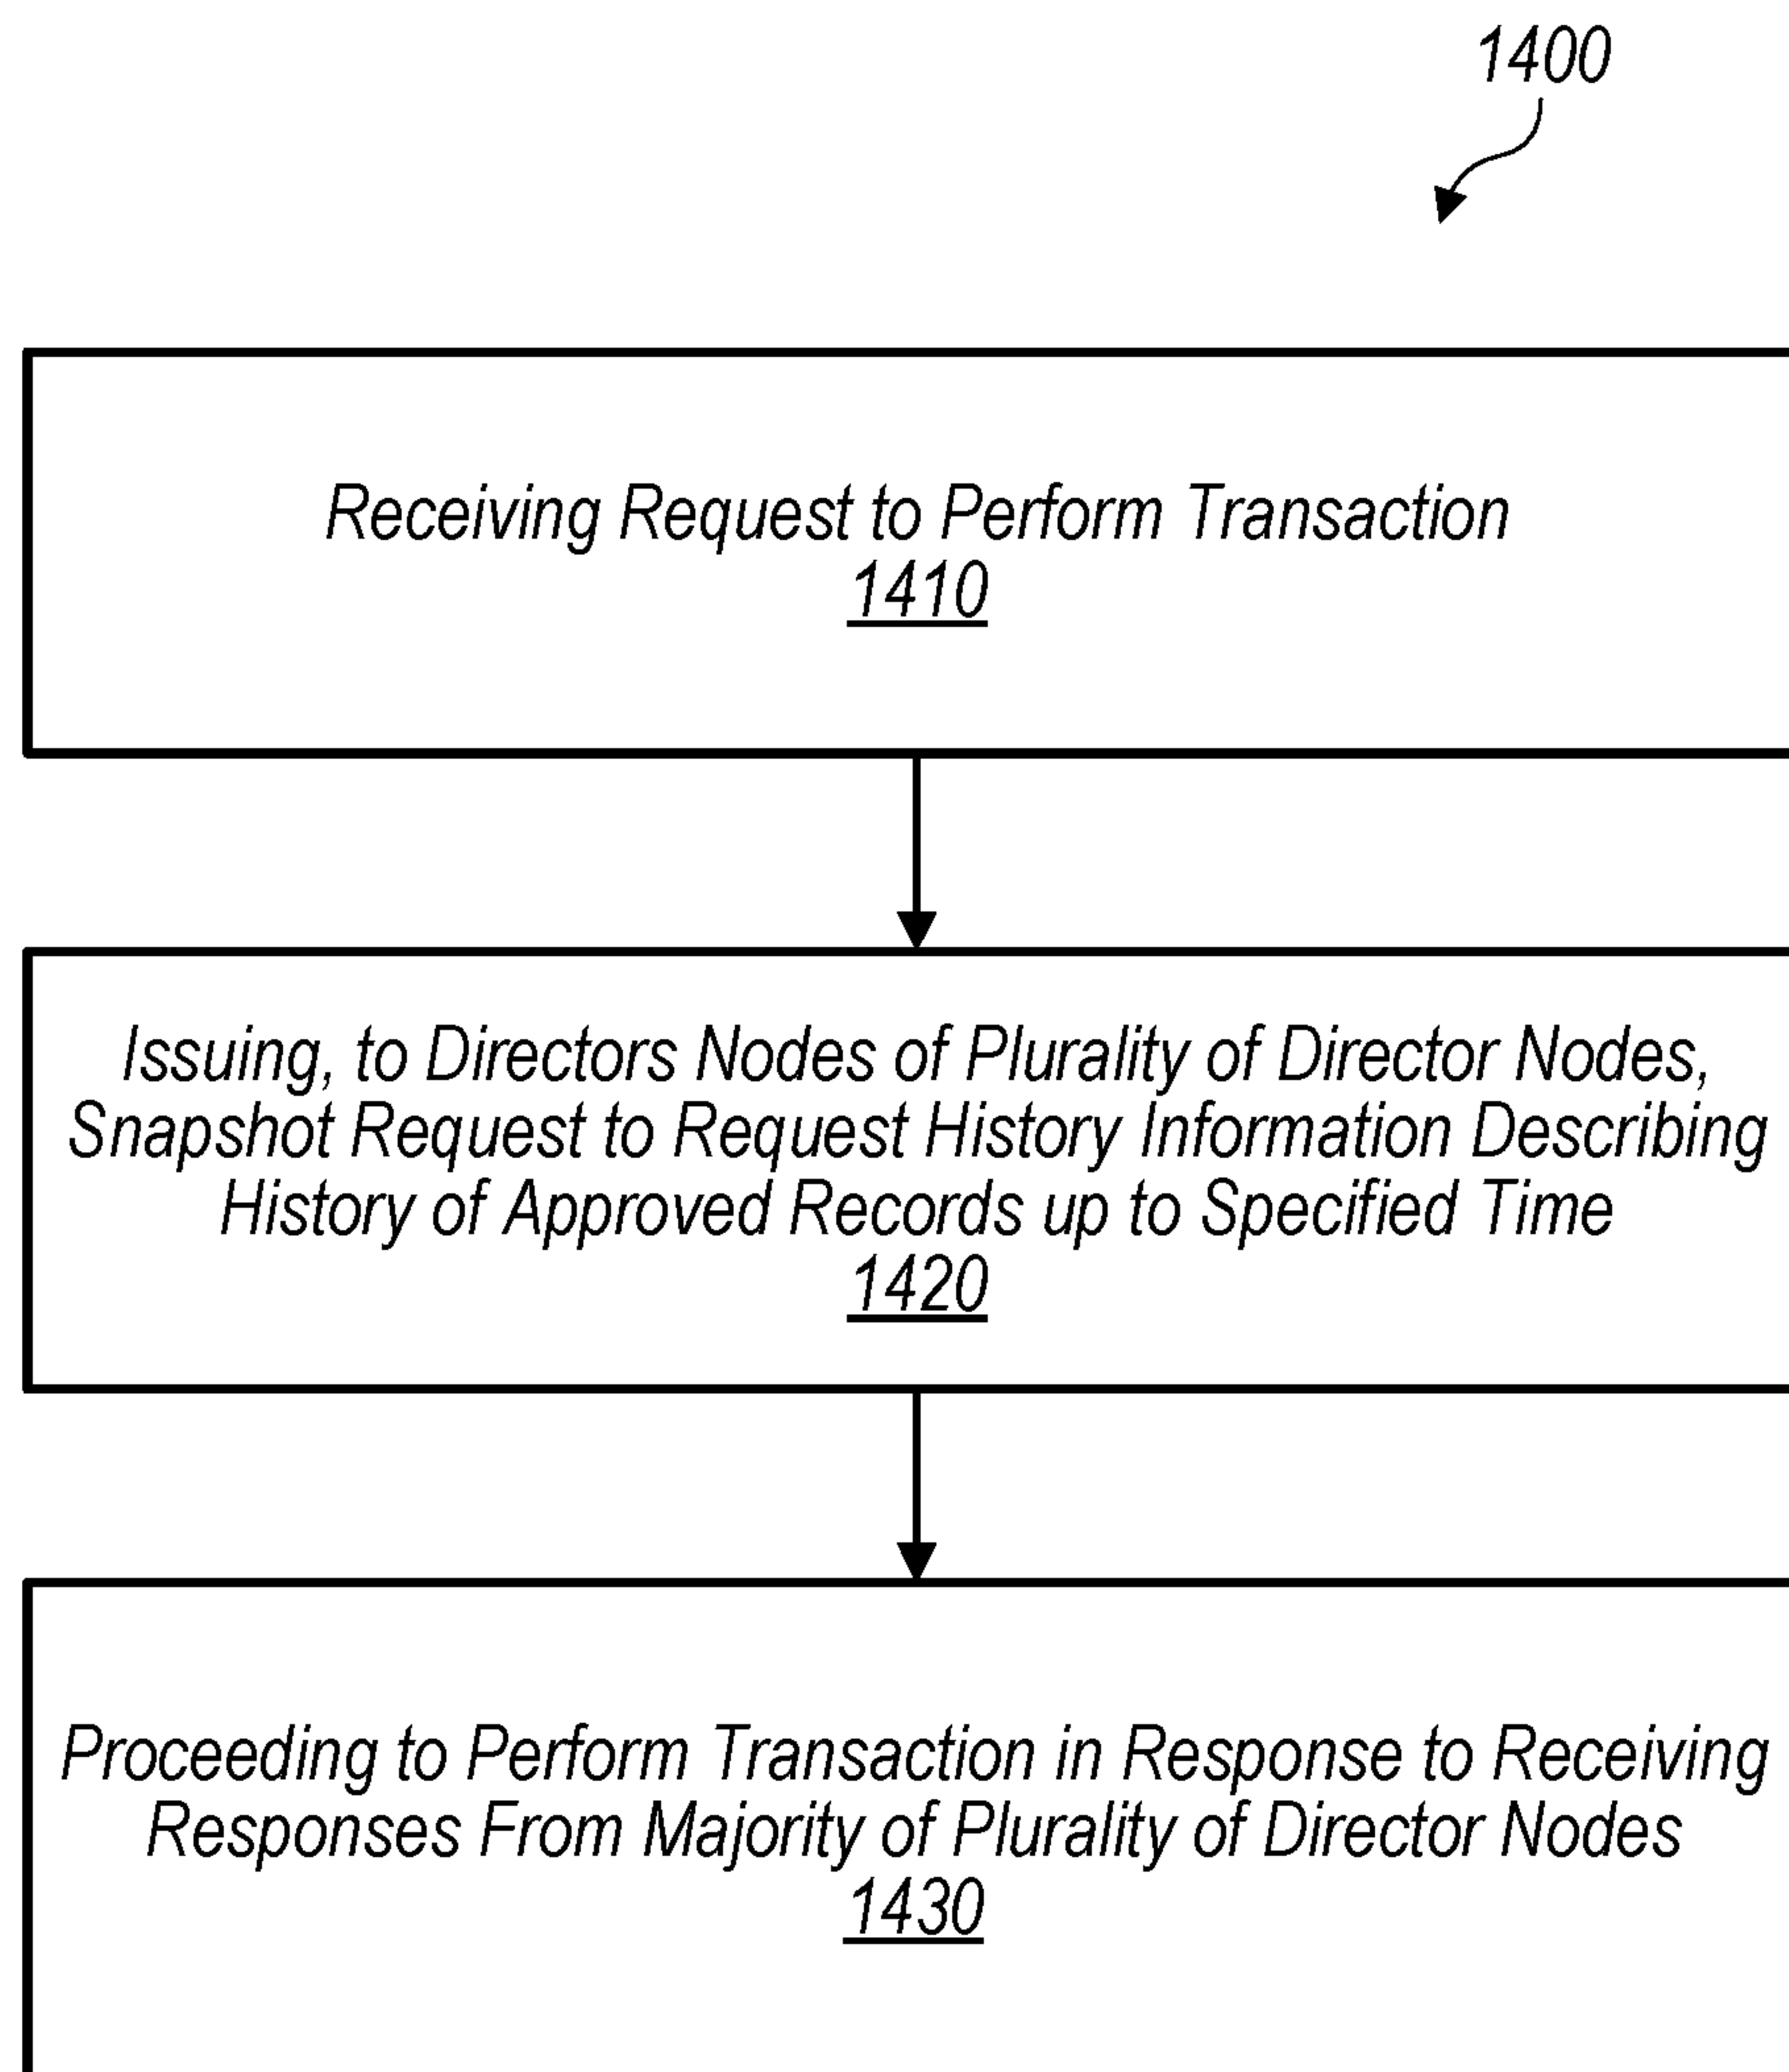 1400
Receiving Request to Perform Transaction
1410
Issuing, to Directors Nodes of Plurality of Director Nodes,
Snapshot Request to Request History Information Describing
History of Approved Records up to Specified Time
1420
Proceeding to Perform Transaction in Response to Receiving
Responses From Majority of Plurality of Director Nodes
1430